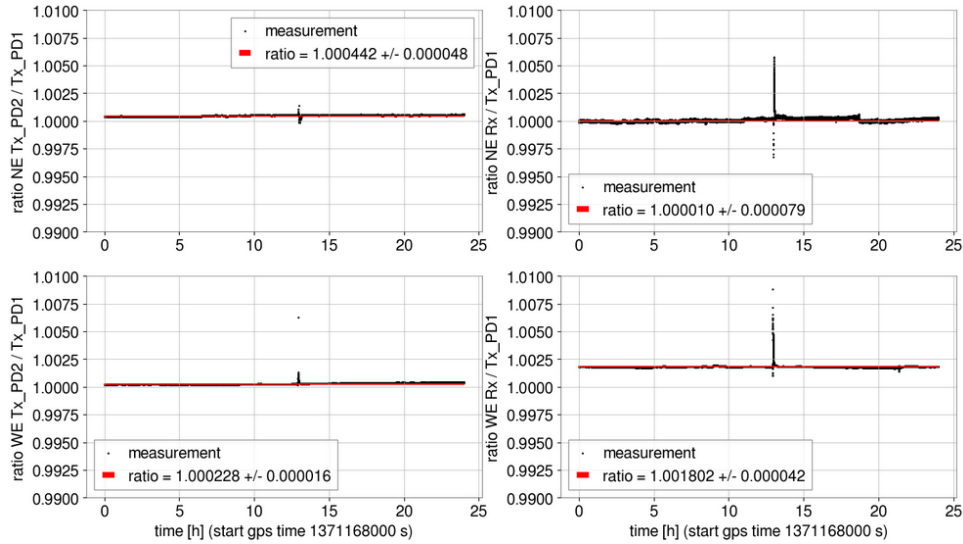 1.0100
1.0075
1.0050
1.0025
1.0000
0.9975
0.9950
0.9925
0.9900
ratio NE Tx_PD2 / Tx_PD1
measurement
ratio = 1.000442 +/- 0.000048
0 5 10 15 20 25
1.0100
1.0075
1.0050
1.0025
1.0000
0.9975
0.9950
0.9925
0.9900
ratio NE Rx / Tx_PD1
measurement
ratio = 1.000010 +/- 0.000079
0 5 10 15 20 25
1.0100
1.0075
1.0050
1.0025
1.0000
0.9975
0.9950
0.9925
0.9900
ratio WE Tx_PD2 / Tx_PD1
measurement
ratio = 1.000228 +/- 0.000016
0 5 10 15 20 25
time [h] (start gps time 1371168000 s)
1.0100
1.0075
1.0050
1.0025
1.0000
0.9975
0.9950
0.9925
0.9900
ratio WE Rx / Tx_PD1
measurement
ratio = 1.001802 +/- 0.000042
0 5 10 15 20 25
time [h] (start gps time 1371168000 s)